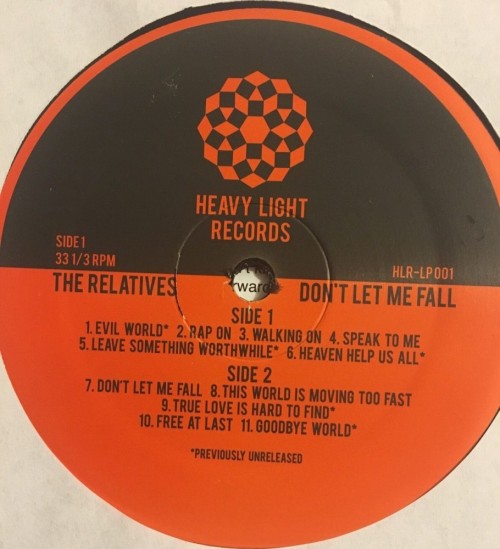 HEAVY LIGHT
RECORDS
SIDE 1
33 1/3 RPM
HLR-LP001
THE RELATIVES
DON'T LET ME FALL
SIDE 1
1. EVIL WORLD* 2. RAP ON 3. WALKING ON 4. SPEAK TO ME
5. LEAVE SOMETHING WORTHWHILE* 6. HEAVEN HELP US ALL*
SIDE 2
7. DON'T LET ME FALL 8. THIS WORLD IS MOVING TOO FAST
9. TRUE LOVE IS HARD TO FIND*
10. FREE AT LAST 11. GOODBYE WORLD*
*PREVIOUSLY UNRELEASED